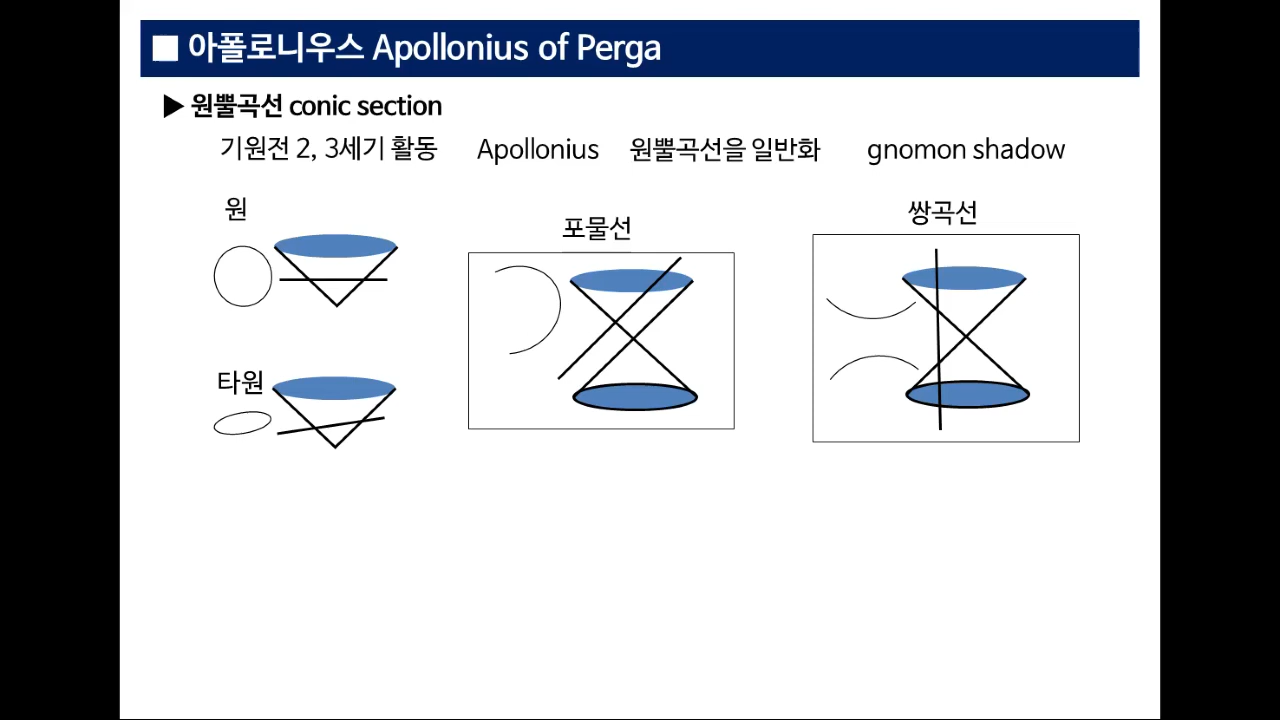 ■ 아폴로니우스 Apollonius of Perga
▶ 원뿔곡선 conic section
기원전 2, 3세기 활동 Apollonius 원뿔곡선을 일반화 gnomon shadow
원
포물선
쌍곡선
타원